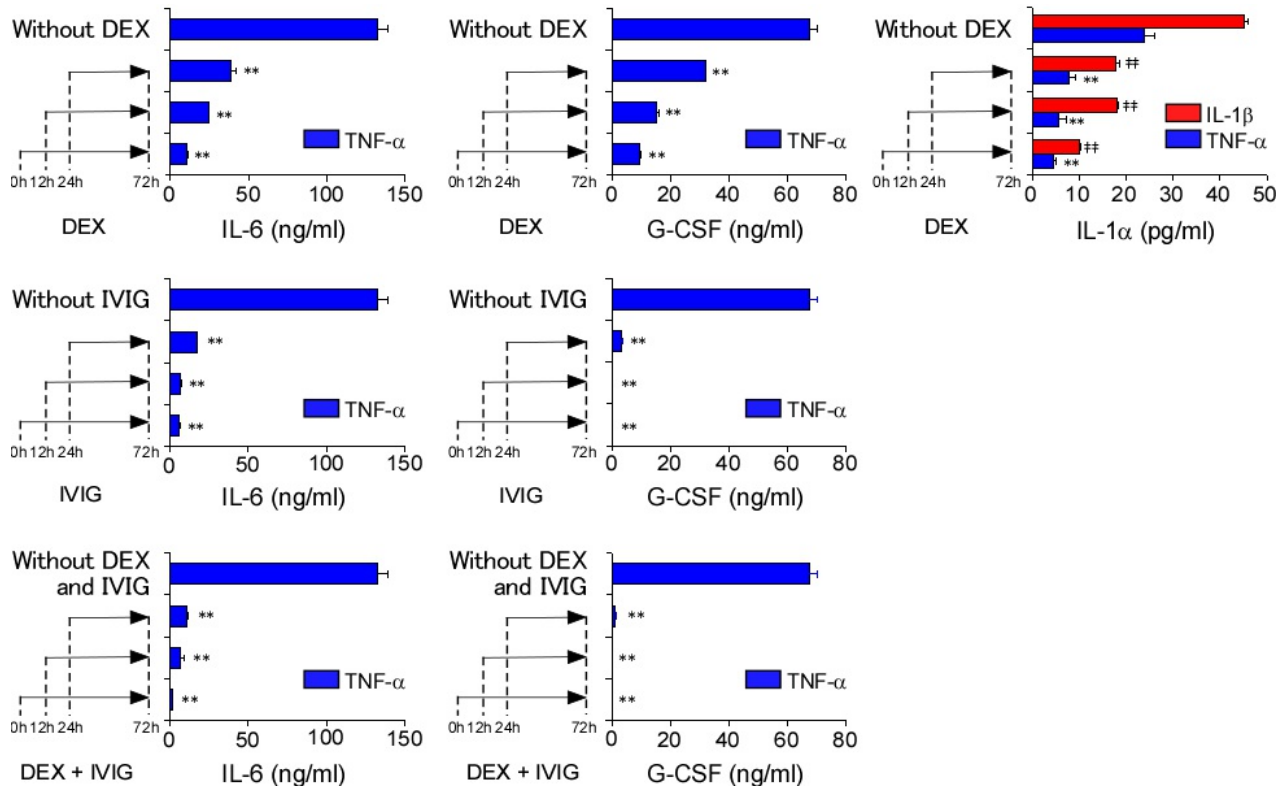 Without DEX
**
**
**
TNF-α
0h 12h 24h 72h
0 50 100 150
DEX
IL-6 (ng/ml)
Without DEX
**
**
**
TNF-α
0h 12h 24h 72h
0 20 40 60 80
DEX
G-CSF (ng/ml)
Without DEX
‡‡
**
‡‡
**
‡‡
**
IL-1β
TNF-α
0h 12h 24h 72h
0 10 20 30 40 50
DEX
IL-1α (pg/ml)
Without IVIG
**
**
**
TNF-α
0h 12h 24h 72h
0 50 100 150
IVIG
IL-6 (ng/ml)
Without IVIG
**
**
**
TNF-α
0h 12h 24h 72h
0 20 40 60 80
IVIG
G-CSF (ng/ml)
Without DEX
and IVIG
**
**
**
TNF-α
0h 12h 24h 72h
0 50 100 150
DEX + IVIG
IL-6 (ng/ml)
Without DEX
and IVIG
**
**
**
TNF-α
0h 12h 24h 72h
0 20 40 60 80
DEX + IVIG
G-CSF (ng/ml)